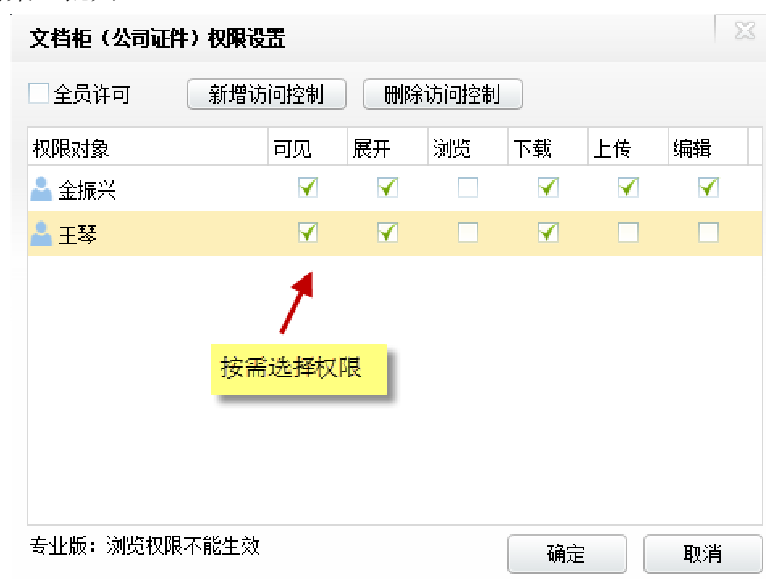 文档柜（公司证件）权限设置
全员许可 新增访问控制 删除访问控制
权限对象 可见 展开 浏览 下载 上传 编辑
金振兴
王琴
按需选择权限
专业版：浏览权限不能生效 确定 取消